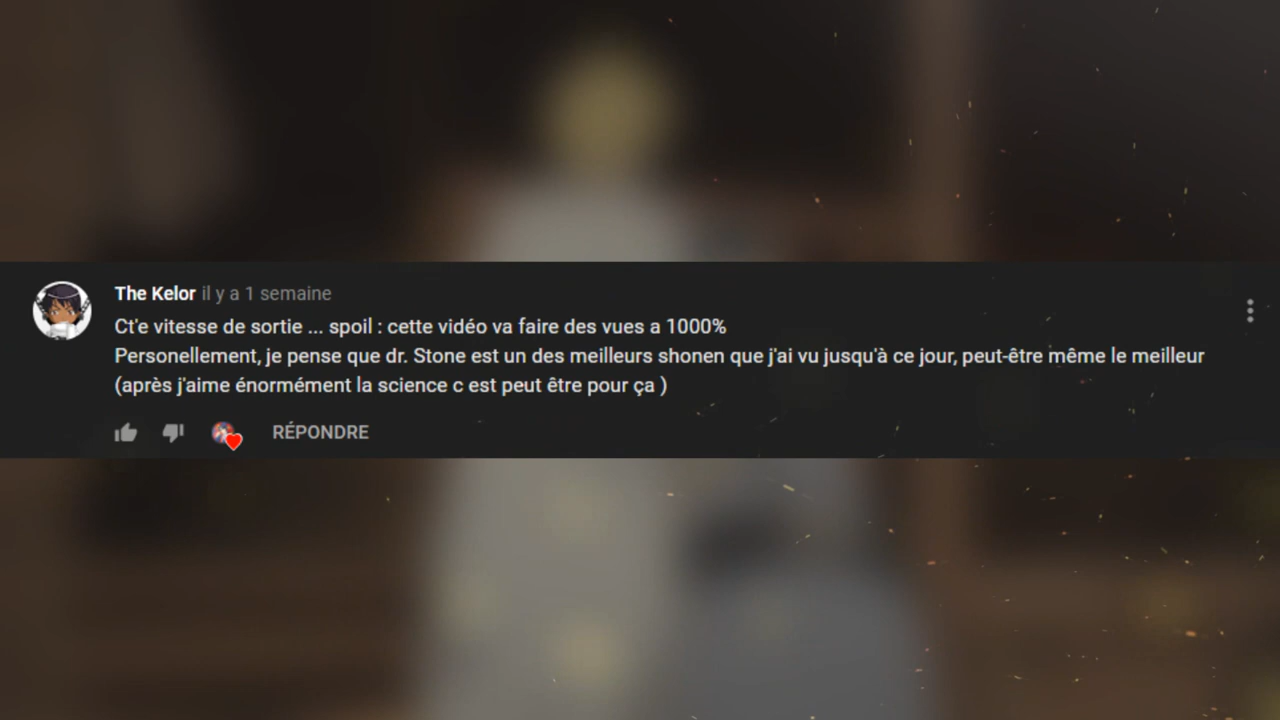 The Kelor il y a 1 semaine
Ct'e vitesse de sortie ... spoil : cette vidéo va faire des vues a 1000%
Personellement, je pense que dr. Stone est un des meilleurs shonen que j'ai vu jusqu'à ce jour, peut-être même le meilleur
(après j'aime énormément la science c est peut être pour ça )
RÉPONDRE